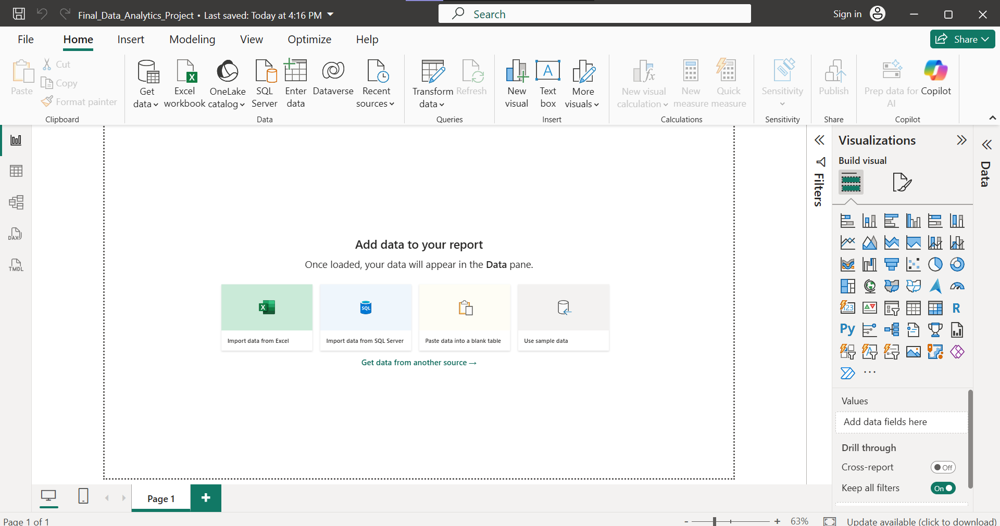 Final_Data_Analytics_Project • Last saved: Today at 4:16 PM
Search
Sign in
File
Home
Insert
Modeling
View
Optimize
Help
Share
Paste
Cut
Copy
Format painter
Clipboard
Get
data
Excel
workbook
OneLake
catalog
SQL
Server
Enter
data
Dataverse
Recent
sources
Data
Transform
data
Refresh
Queries
New
visual
Text
box
More
visuals
Insert
New visual
calculation
New
measure
Quick
measure
Calculations
Sensitivity
Sensitivity
Publish
Share
Prep data for
AI
Copilot
Copilot
DAX
TMDL
Add data to your report
Once loaded, your data will appear in the Data pane.
SQL
Import data from Excel
Import data from SQL Server
Paste data into a blank table
Use sample data
Get data from another source →
Filters
Visualizations
Build visual
123
R
Py
Values
Add data fields here
Drill through
Cross-report
Off
Keep all filters
On
Data
Page 1
+
Page 1 of 1
- + 63%
Update available (click to download)